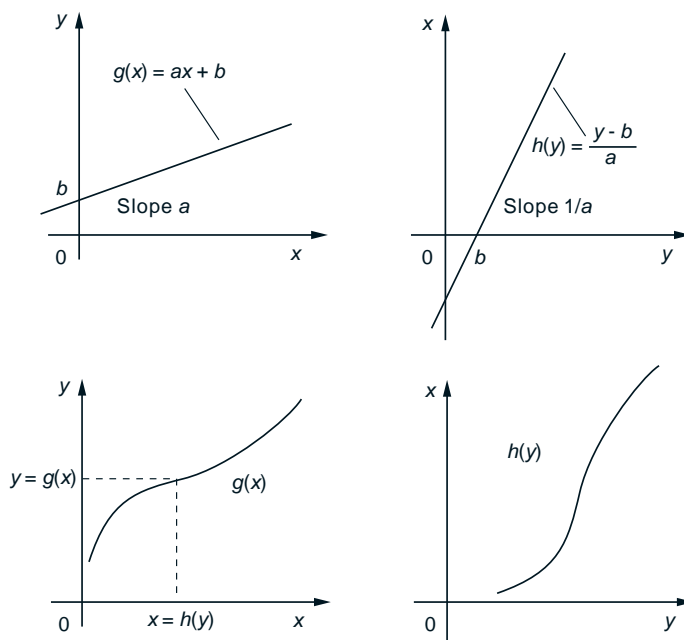 y
g(x) = ax + b
b
Slope a
0
x
x
h(y) = y - b / a
Slope 1/a
0
b
y
y
y = g(x)
g(x)
0
x = h(y)
x
x
h(y)
0
y